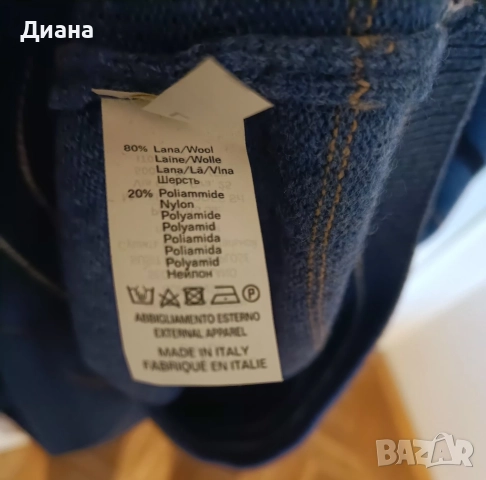 Диана
80% Lana/Wool
Laine/Wolle
Lana/Lã/Vina
Шерсть
20% Poliammide
Nylon
Polyamide
Polyamid
Poliamida
Poliamida
Polyamid
Нейлон
P
ABBIGLIAMENTO ESTERNO
EXTERNAL APPAREL
MADE IN ITALY
FABRIQUÉ EN ITALIE
BAZAR